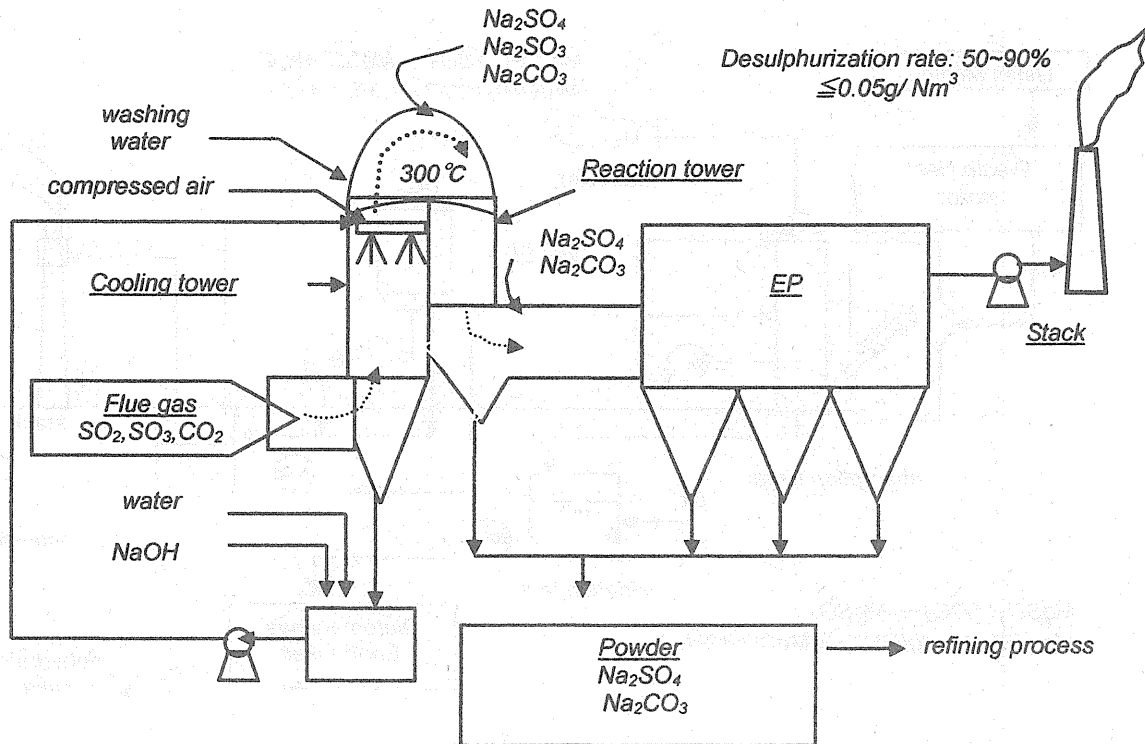 Na₂SO₄
Na₂SO₃
Na₂CO₃
Desulphurization rate: 50~90%
≦0.05g/ Nm³
washing
water
compressed air
300 °C
Reaction tower
Na₂SO₄
Na₂CO₃
Cooling tower
EP
Stack
Flue gas
SO₂,SO₃,CO₂
water
NaOH
Powder
Na₂SO₄
Na₂CO₃
refining process